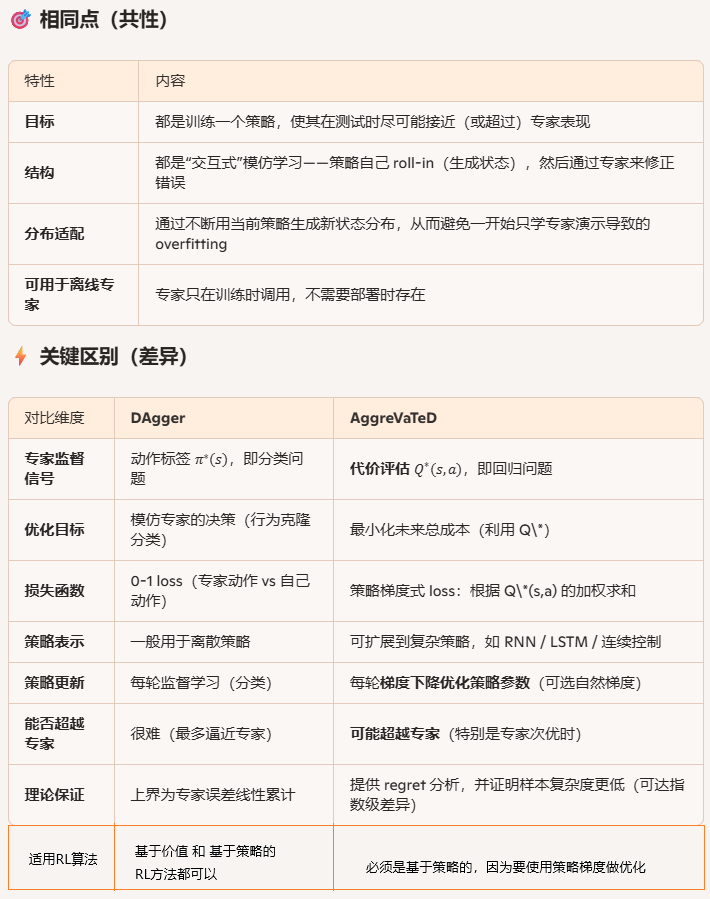 🎯 相同点（共性）
特性 内容
目标 都是训练一个策略，使其在测试时尽可能接近（或超过）专家表现
结构 都是“交互式”模仿学习——策略自己 roll-in（生成状态），然后通过专家来修正
错误
分布适配 通过不断用当前策略生成新状态分布，从而避免一开始只学专家演示导致的
overfitting
可用于离线专
家 专家只在训练时调用，不需要部署时存在
⚡ 关键区别（差异）
对比维度 DAgger AggreVaTeD
专家监督
信号 动作标签 π*(s)，即分类问
题 代价评估 Q*(s,a)，即回归问题
优化目标 模仿专家的决策（行为克隆
分类） 最小化未来总成本（利用 Q\*）
损失函数 0-1 loss（专家动作 vs 自己
动作） 策略梯度式 loss：根据 Q\*(s,a) 的加权求和
策略表示 一般用于离散策略 可扩展到复杂策略，如 RNN / LSTM / 连续控制
策略更新 每轮监督学习（分类） 每轮梯度下降优化策略参数（可选自然梯度）
能否超越
专家 很难（最多逼近专家） 可能超越专家（特别是专家次优时）
理论保证 上界为专家误差线性累计 提供 regret 分析，并证明样本复杂度更低（可达指
数级差异）
适用RL算法 基于价值 和 基于策略的
RL方法都可以 必须是基于策略的，因为要使用策略梯度做优化